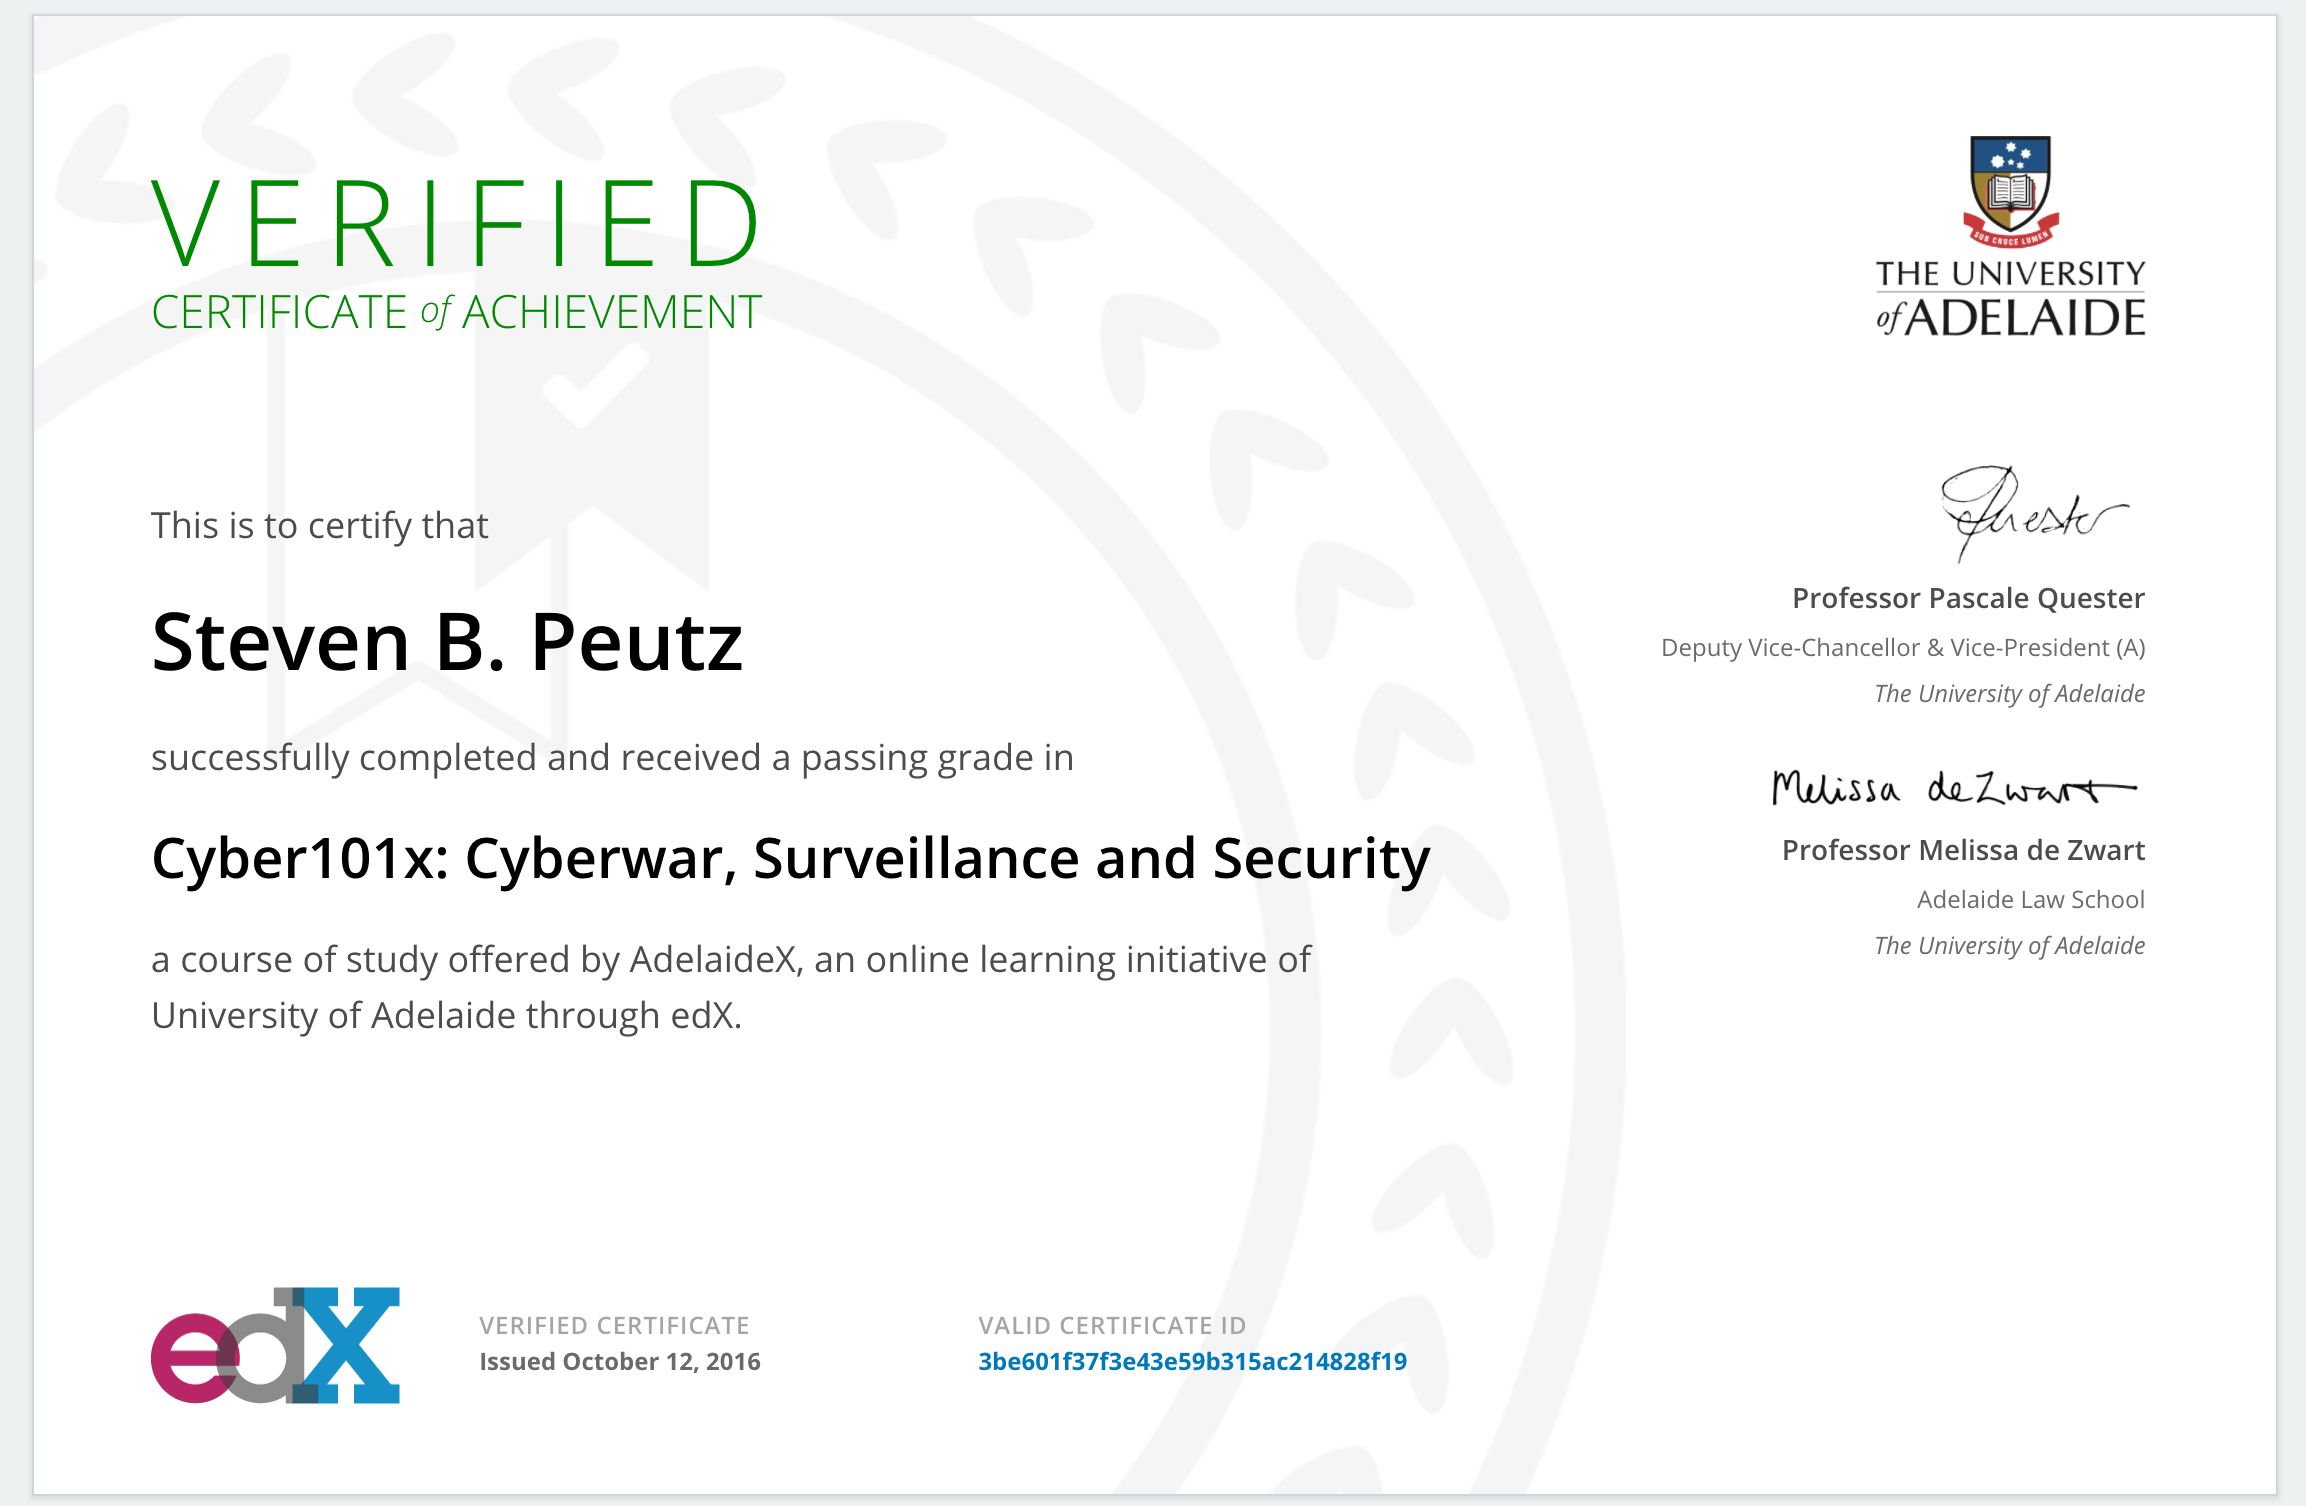 VERIFIED
CERTIFICATE of ACHIEVEMENT
This is to certify that
Steven B. Peutz
successfully completed and received a passing grade in
Cyber101x: Cyberwar, Surveillance and Security
a course of study offered by AdelaideX, an online learning initiative of
University of Adelaide through edX.
SUB CRUCE LUMEN
THE UNIVERSITY
of ADELAIDE
Quester
Professor Pascale Quester
Deputy Vice-Chancellor & Vice-President (A)
The University of Adelaide
Melissa de Zwart
Professor Melissa de Zwart
Adelaide Law School
The University of Adelaide
edX
VERIFIED CERTIFICATE
Issued October 12, 2016
VALID CERTIFICATE ID
3be601f37f3e43e59b315ac214828f19